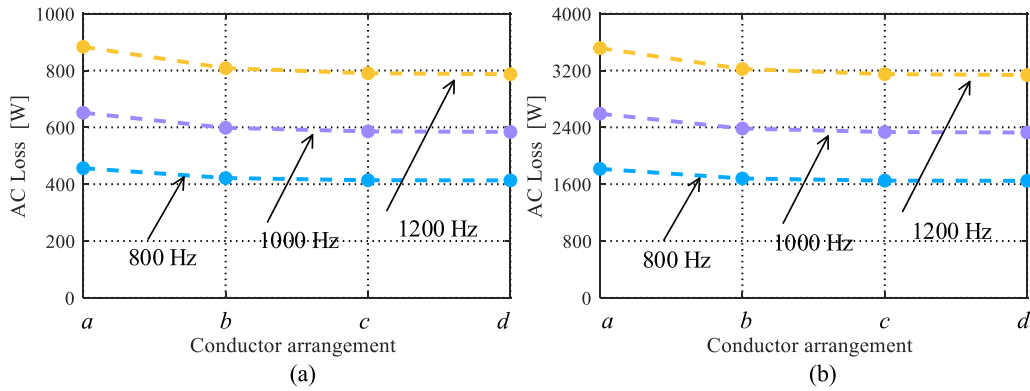 1000
800
600
400
200
0
AC Loss [W]
800 Hz
1000 Hz
1200 Hz
a b c d
Conductor arrangement
(a)
4000
3200
2400
1600
800
0
AC Loss [W]
800 Hz
1000 Hz
1200 Hz
a b c d
Conductor arrangement
(b)